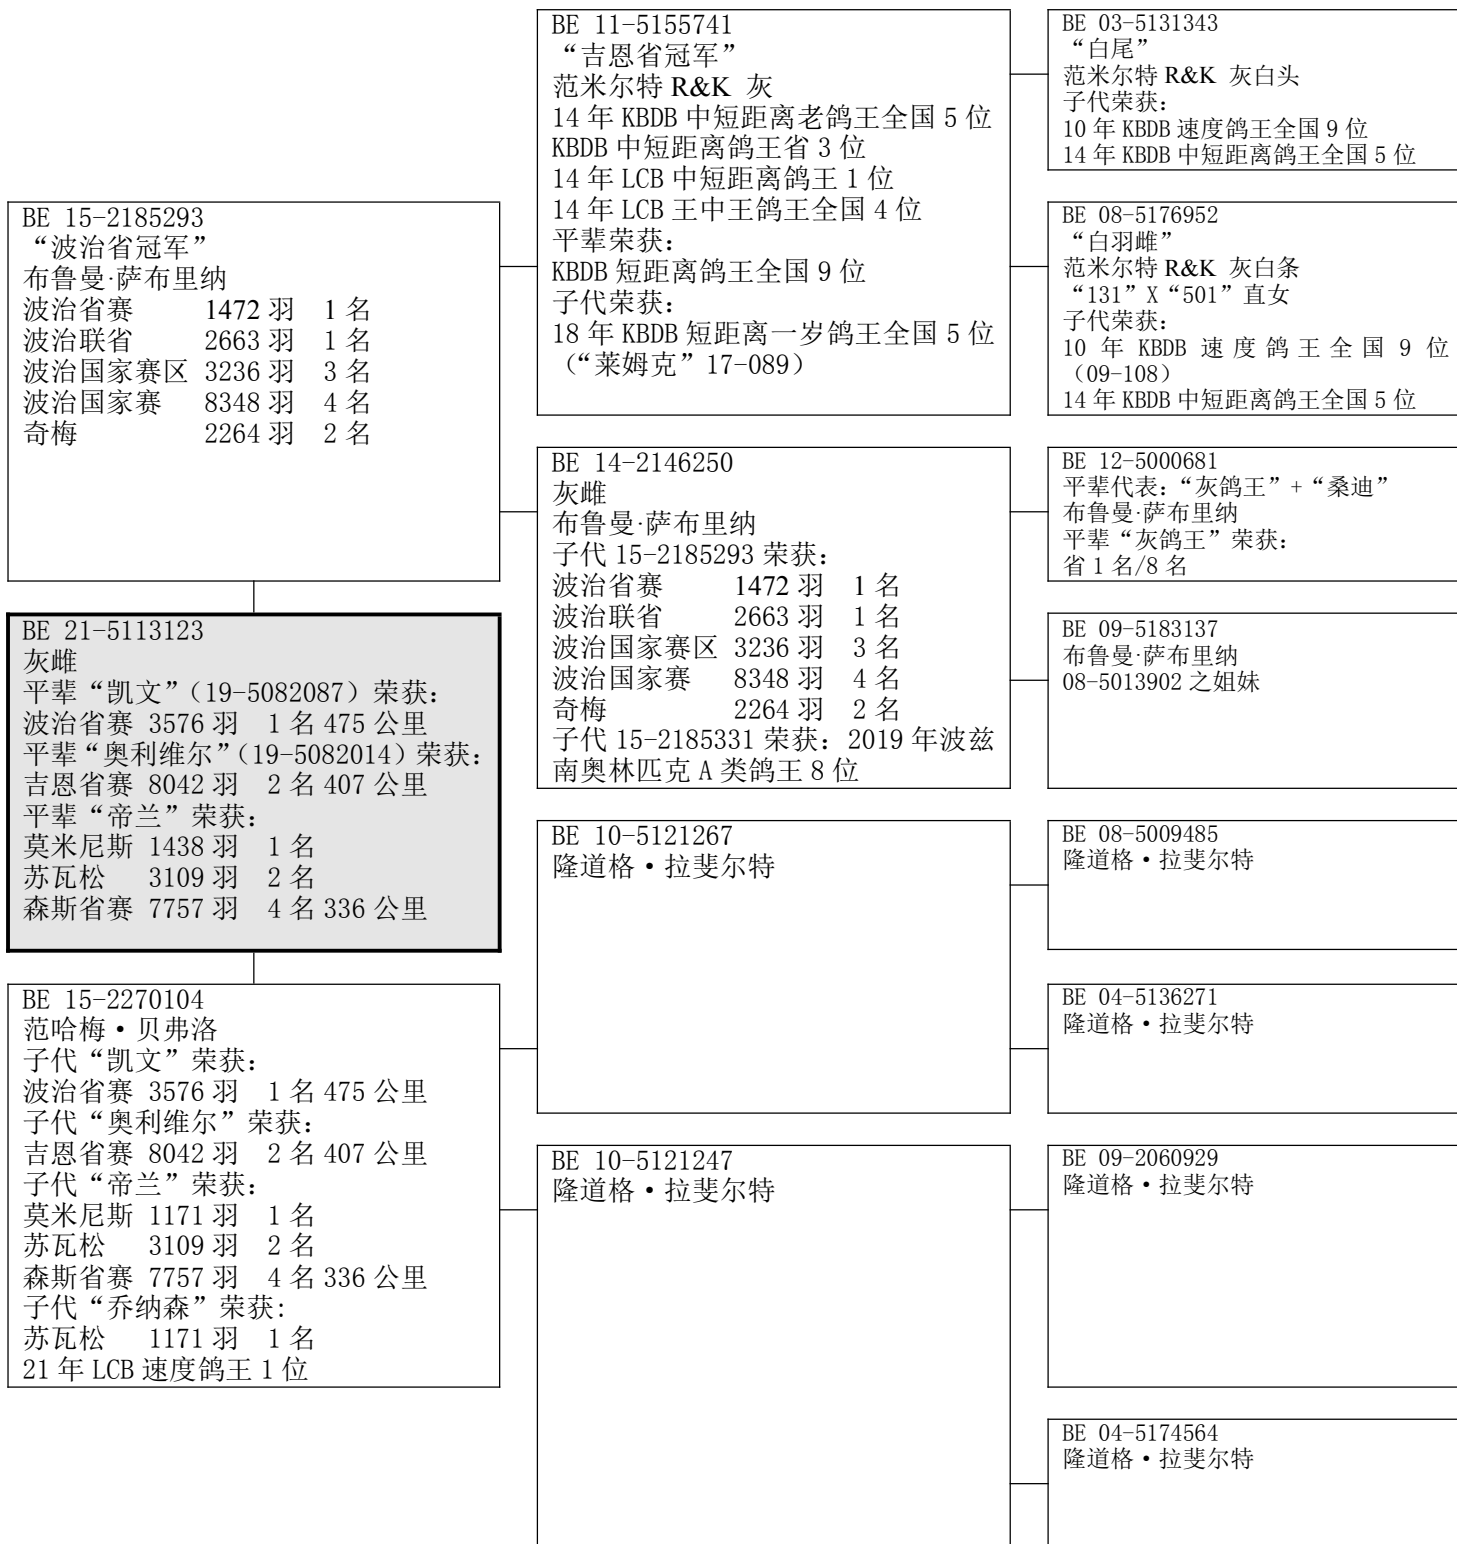 BE 15-2185293
“波治省冠军”
布鲁曼·萨布里纳
波治省赛 1472 羽 1 名
波治联省 2663 羽 1 名
波治国家赛区 3236 羽 3 名
波治国家赛 8348 羽 4 名
奇梅 2264 羽 2 名
BE 21-5113123
灰雌
平辈“凯文”（19-5082087）荣获：
波治省赛 3576 羽 1 名 475 公里
平辈“奥利维尔”（19-5082014）荣获：
吉恩省赛 8042 羽 2 名 407 公里
平辈“帝兰”荣获：
莫米尼斯 1438 羽 1 名
苏瓦松 3109 羽 2 名
森斯省赛 7757 羽 4 名 336 公里
BE 15-2270104
范哈梅·贝弗洛
子代“凯文”荣获：
波治省赛 3576 羽 1 名 475 公里
子代“奥利维尔”荣获：
吉恩省赛 8042 羽 2 名 407 公里
子代“帝兰”荣获：
莫米尼斯 1171 羽 1 名
苏瓦松 3109 羽 2 名
森斯省赛 7757 羽 4 名 336 公里
子代“乔纳森”荣获：
苏瓦松 1171 羽 1 名
21 年 LCB 速度鸽王 1 位
BE 11-5155741
“吉恩省冠军”
范米尔特 R&K 灰
14 年 KBDB 中短距离老鸽王全国 5 位
KBDB 中短距离鸽王省 3 位
14 年 LCB 中短距离鸽王 1 位
14 年 LCB 王中王鸽王全国 4 位
平辈荣获：
KBDB 短距离鸽王全国 9 位
子代荣获：
18 年 KBDB 短距离一岁鸽王全国 5 位
（“莱姆克”17-089）
BE 14-2146250
灰雌
布鲁曼·萨布里纳
子代 15-2185293 荣获：
波治省赛 1472 羽 1 名
波治联省 2663 羽 1 名
波治国家赛区 3236 羽 3 名
波治国家赛 8348 羽 4 名
奇梅 2264 羽 2 名
子代 15-2185331 荣获：2019 年波兹
南奥林匹克 A 类鸽王 8 位
BE 10-5121267
隆道格·拉斐尔特
BE 10-5121247
隆道格·拉斐尔特
BE 03-5131343
“白尾”
范米尔特 R&K 灰白头
子代荣获：
10 年 KBDB 速度鸽王全国 9 位
14 年 KBDB 中短距离鸽王全国 5 位
BE 08-5176952
“白羽雌”
范米尔特 R&K 灰白条
“131”X“501”直女
子代荣获：
10 年 KBDB 速度鸽王全国 9 位
（09-108）
14 年 KBDB 中短距离鸽王全国 5 位
BE 12-5000681
平辈代表：“灰鸽王”+“桑迪”
布鲁曼·萨布里纳
平辈“灰鸽王”荣获：
省 1 名/8 名
BE 09-5183137
布鲁曼·萨布里纳
08-5013902 之姐妹
BE 08-5009485
隆道格·拉斐尔特
BE 04-5136271
隆道格·拉斐尔特
BE 09-2060929
隆道格·拉斐尔特
BE 04-5174564
隆道格·拉斐尔特